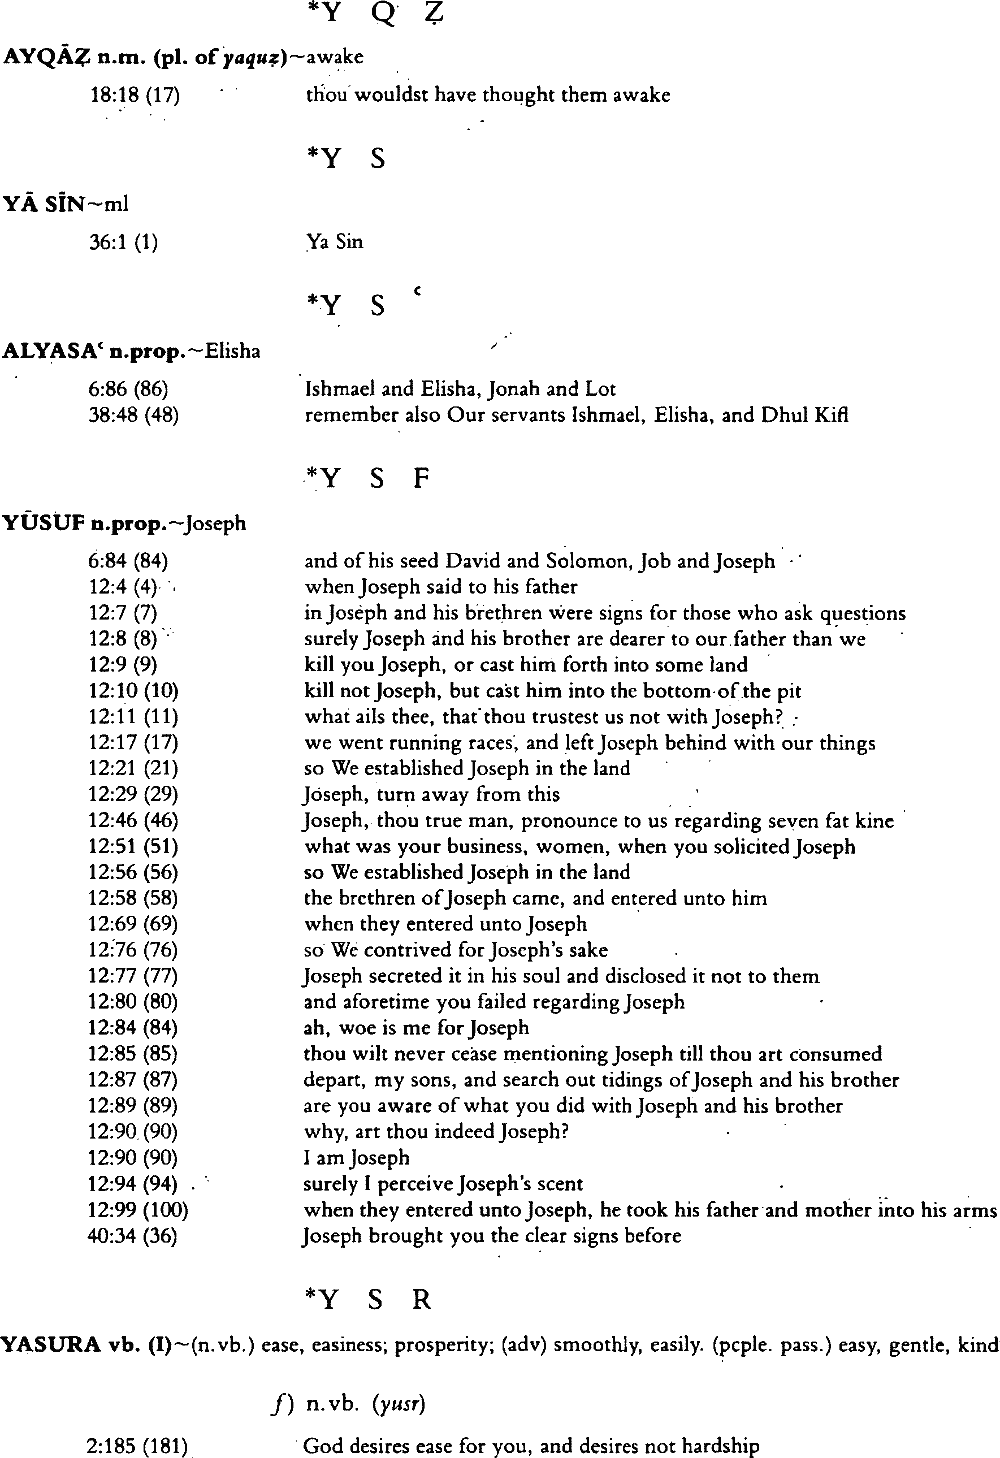 *Y Q Ẓ
AYQĀẒ n.m. (pl. of yaquẓ)~awake
18:18 (17) thou wouldst have thought them awake
*Y S
YĀ SĪN~ml
36:1 (1) Ya Sin
*Y S ʿ
ALYASAʿ n.prop.~Elisha
6:86 (86) Ishmael and Elisha, Jonah and Lot
38:48 (48) remember also Our servants Ishmael, Elisha, and Dhul Kifl
*Y S F
YŪSUF n.prop.~Joseph
6:84 (84) and of his seed David and Solomon, Job and Joseph
12:4 (4) when Joseph said to his father
12:7 (7) in Joseph and his brethren were signs for those who ask questions
12:8 (8) surely Joseph and his brother are dearer to our father than we
12:9 (9) kill you Joseph, or cast him forth into some land
12:10 (10) kill not Joseph, but cast him into the bottom of the pit
12:11 (11) what ails thee, that thou trustest us not with Joseph?
12:17 (17) we went running races, and left Joseph behind with our things
12:21 (21) so We established Joseph in the land
12:29 (29) Joseph, turn away from this
12:46 (46) Joseph, thou true man, pronounce to us regarding seven fat kine
12:51 (51) what was your business, women, when you solicited Joseph
12:56 (56) so We established Joseph in the land
12:58 (58) the brethren of Joseph came, and entered unto him
12:69 (69) when they entered unto Joseph
12:76 (76) so We contrived for Joseph's sake
12:77 (77) Joseph secreted it in his soul and disclosed it not to them
12:80 (80) and aforetime you failed regarding Joseph
12:84 (84) ah, woe is me for Joseph
12:85 (85) thou wilt never cease mentioning Joseph till thou art consumed
12:87 (87) depart, my sons, and search out tidings of Joseph and his brother
12:89 (89) are you aware of what you did with Joseph and his brother
12:90 (90) why, art thou indeed Joseph?
12:90 (90) I am Joseph
12:94 (94) surely I perceive Joseph's scent
12:99 (100) when they entered unto Joseph, he took his father and mother into his arms
40:34 (36) Joseph brought you the clear signs before
*Y S R
YASURA vb. (I)~(n.vb.) ease, easiness; prosperity; (adv) smoothly, easily. (pcple. pass.) easy, gentle, kind
f) n.vb. (yusr)
2:185 (181) God desires ease for you, and desires not hardship